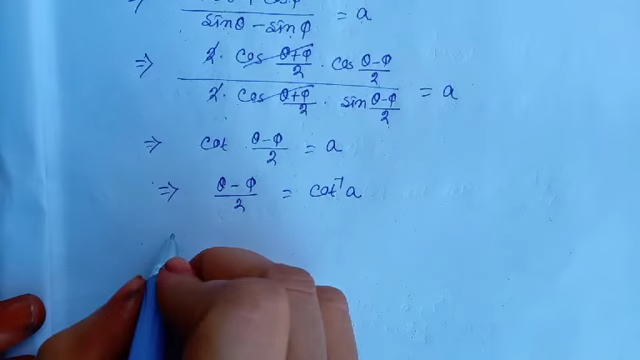 sinθ - sinϕ = a
⇒ 2 · cos θ+ϕ/2 · cos θ-ϕ/2 / 2 · cos θ+ϕ/2 · sin θ-ϕ/2 = a
⇒ cot θ-ϕ/2 = a
⇒ θ-ϕ/2 = cot⁻¹a